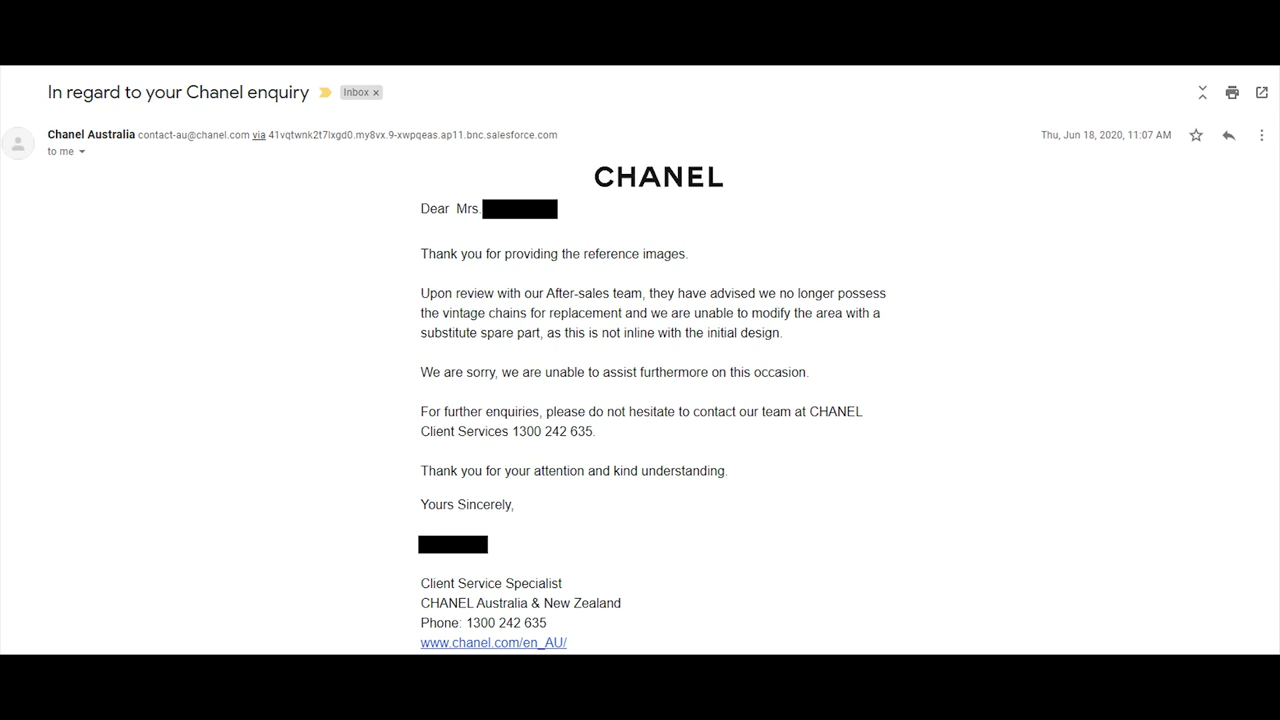 In regard to your Chanel enquiry Inbox x
Chanel Australia contact-au@chanel.com via 41vqtwnk2t7lxgd0.my8vx.9-xwpqeas.ap11.bnc.salesforce.com Thu, Jun 18, 2020, 11:07 AM
to me
CHANEL
Dear Mrs.
Thank you for providing the reference images.
Upon review with our After-sales team, they have advised we no longer possess
the vintage chains for replacement and we are unable to modify the area with a
substitute spare part, as this is not inline with the initial design.
We are sorry, we are unable to assist furthermore on this occasion.
For further enquiries, please do not hesitate to contact our team at CHANEL
Client Services 1300 242 635.
Thank you for your attention and kind understanding.
Yours Sincerely,
Client Service Specialist
CHANEL Australia & New Zealand
Phone: 1300 242 635
www.chanel.com/en_AU/